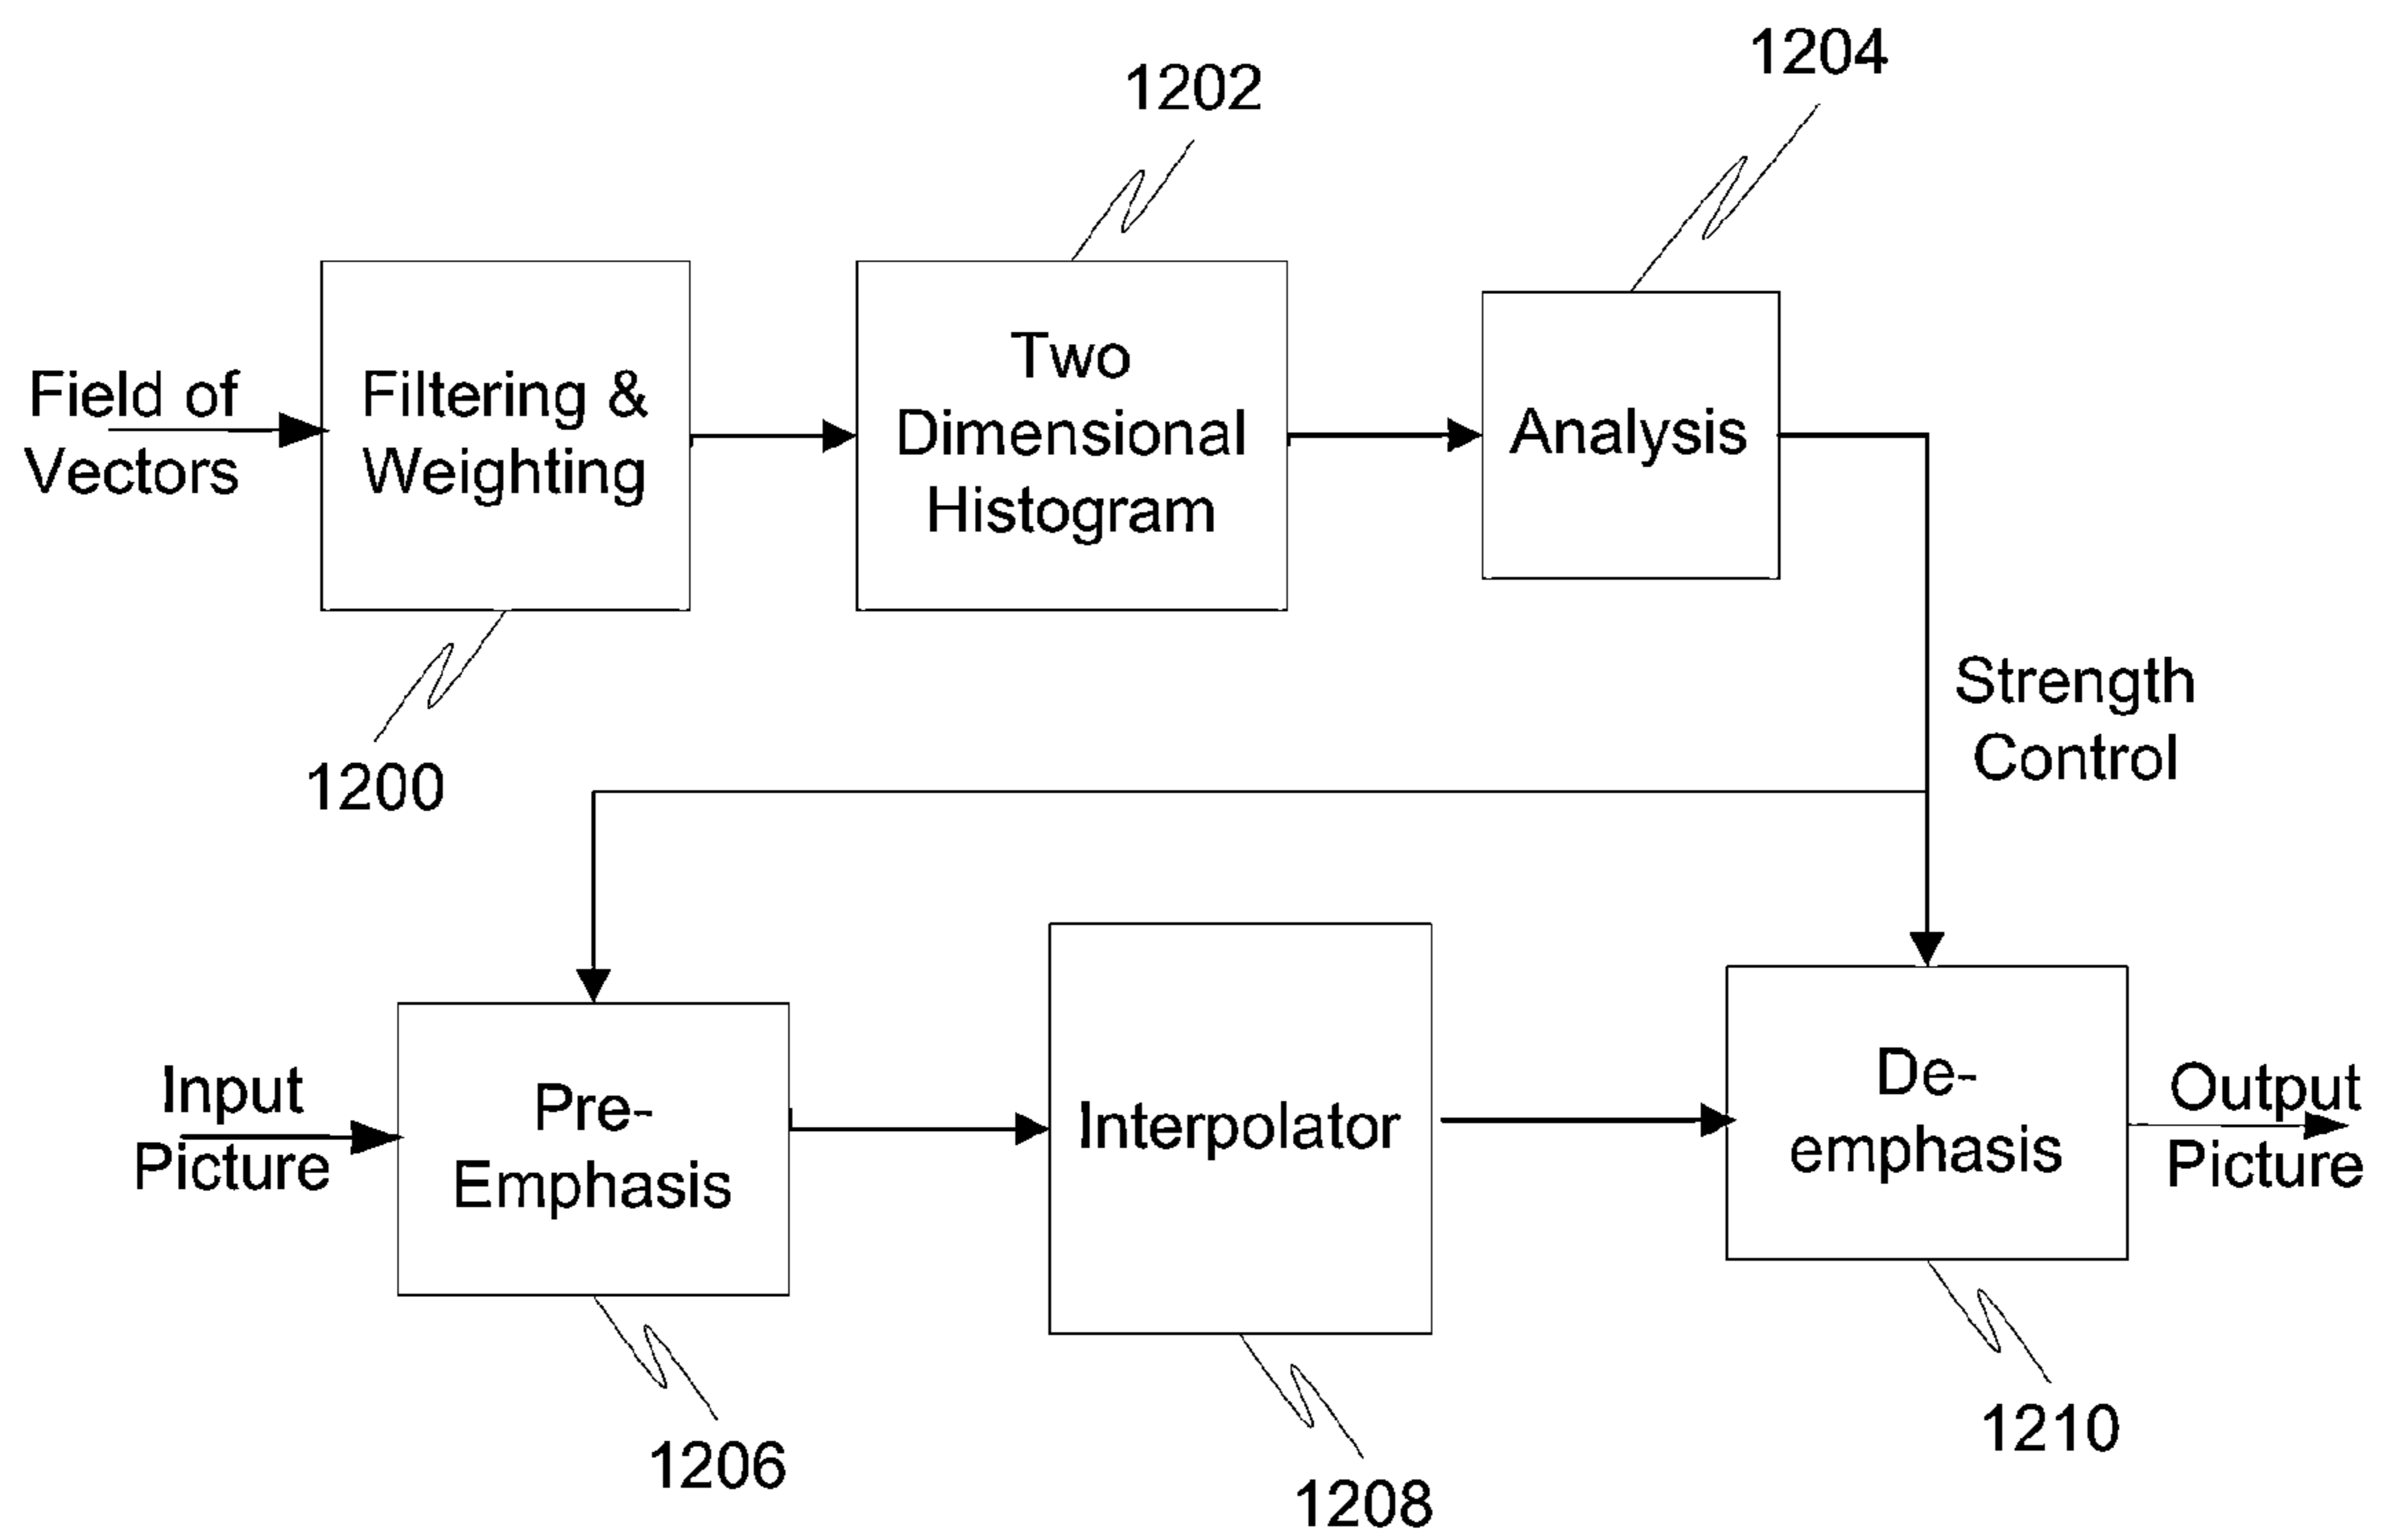 1204
1202
Field of
Vectors
Filtering &
Weighting
Two
Dimensional
Histogram
Analysis
1200
Strength
Control
Input
Picture
Pre-
Emphasis
Interpolator
De-
emphasis
Output
Picture
1206
1208
1210